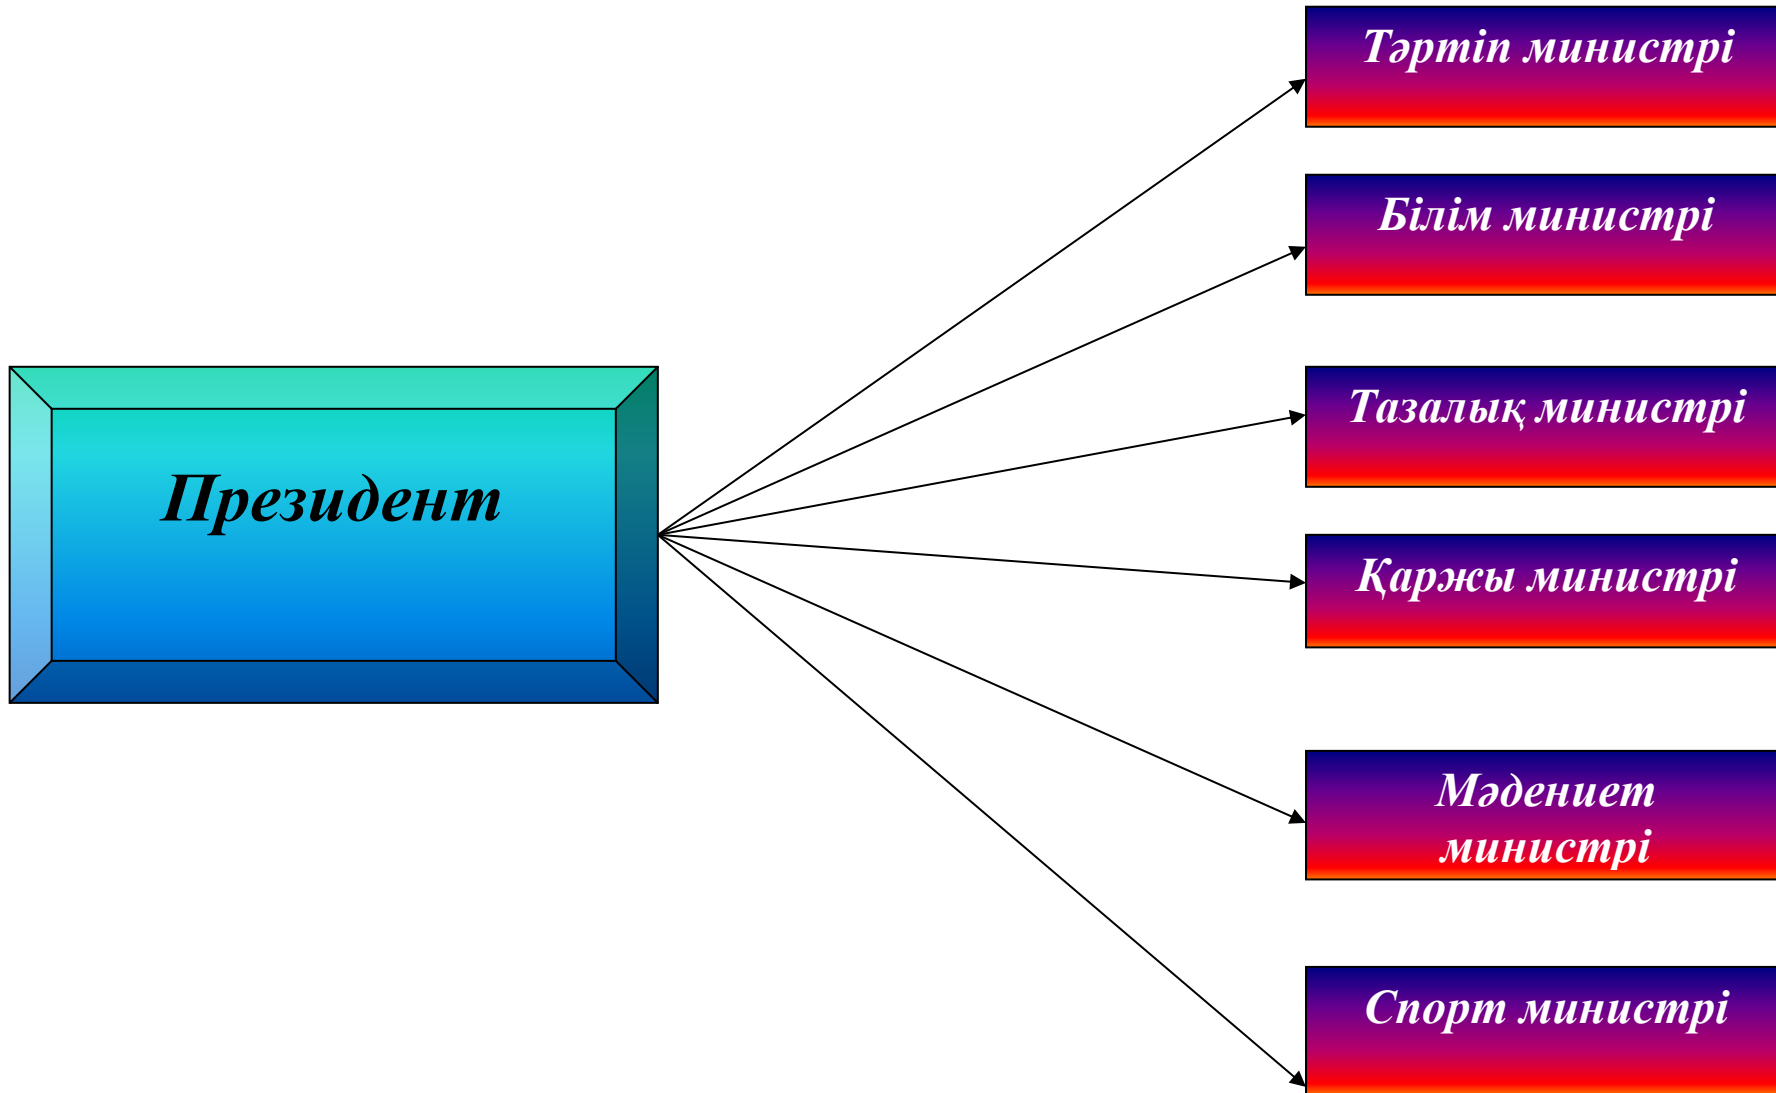 Тәртіп министрі
Білім министрі
Тазалық министрі
Президент
Қаржы министрі
Мәдениет
министрі
Спорт министрі